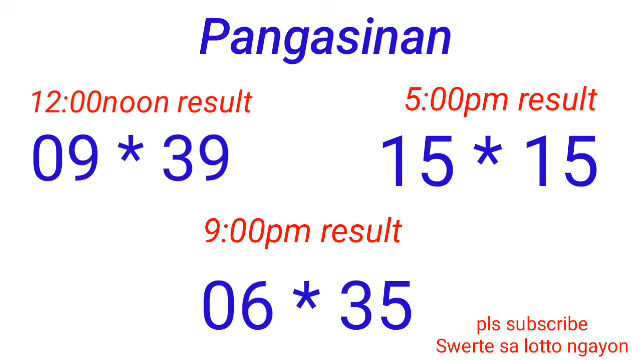 Pangasinan
12:00noon result
09 * 39
5:00pm result
15 * 15
9:00pm result
06 * 35
pls subscribe
Swerte sa lotto ngayon